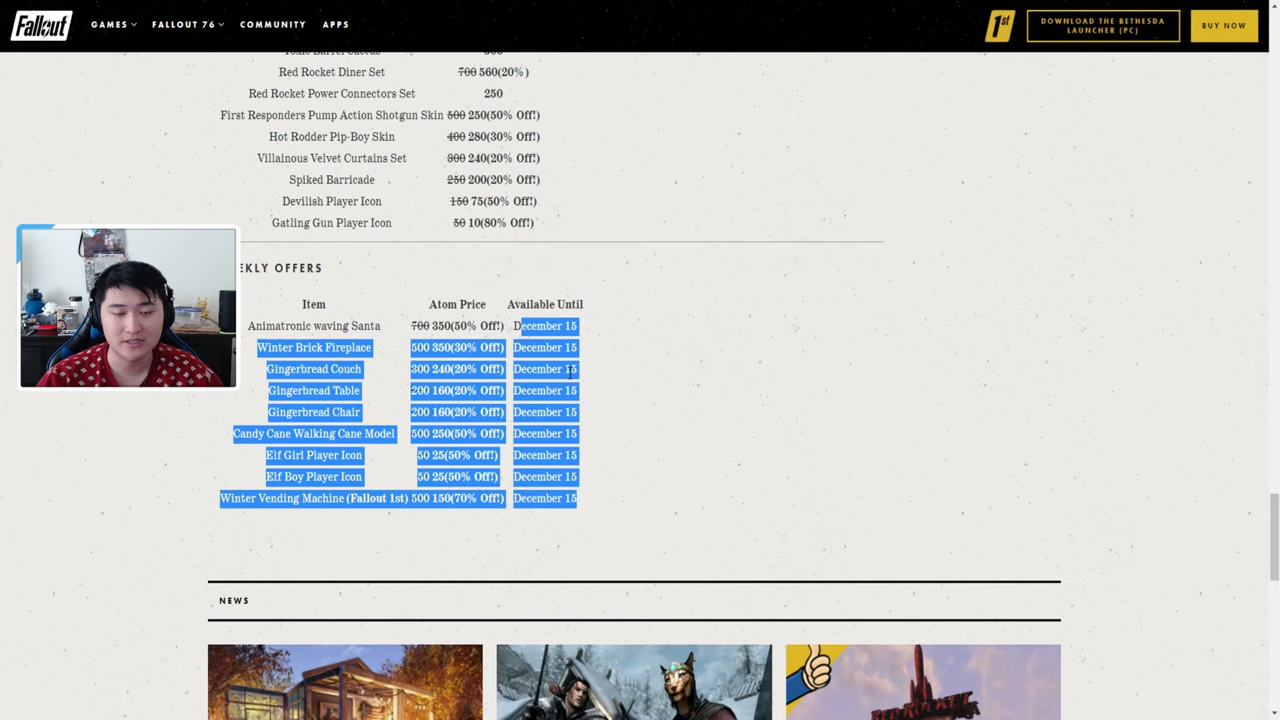 Fallout
GAMES FALLOUT 76 COMMUNITY APPS
1st
DOWNLOAD THE BETHESDA
LAUNCHER (PC)
BUY NOW
Red Rocket Diner Set 700 560(20%)
Red Rocket Power Connectors Set 250
First Responders Pump Action Shotgun Skin 500 250(50% Off!)
Hot Rodder Pip-Boy Skin 400 280(30% Off!)
Villainous Velvet Curtains Set 300 240(20% Off!)
Spiked Barricade 250 200(20% Off!)
Devilish Player Icon 150 75(50% Off!)
Gatling Gun Player Icon 50 10(80% Off!)
EKLY OFFERS
Item Atom Price Available Until
Animatronic waving Santa 700 350(50% Off!) December 15
Winter Brick Fireplace 500 350(30% Off!) December 15
Gingerbread Couch 300 240(20% Off!) December 15
Gingerbread Table 200 160(20% Off!) December 15
Gingerbread Chair 200 160(20% Off!) December 15
Candy Cane Walking Cane Model 500 250(50% Off!) December 15
Elf Girl Player Icon 50 25(50% Off!) December 15
Elf Boy Player Icon 50 25(50% Off!) December 15
Winter Vending Machine (Fallout 1st) 500 150(70% Off!) December 15
NEWS
RED ROCKET